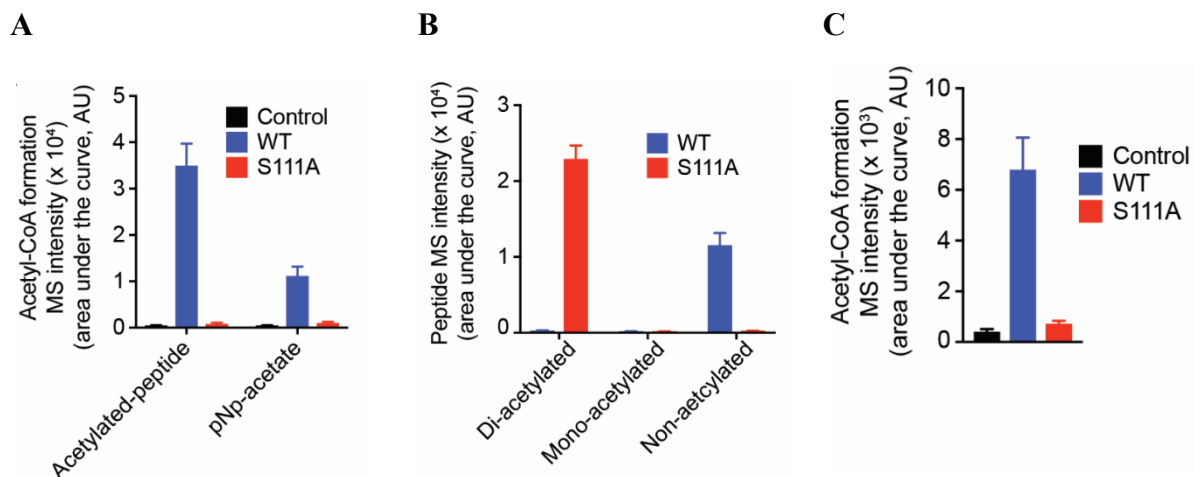 A
Acetyl-CoA formation
MS intensity (x 10⁴)
(area under the curve, AU)
5
4
3
2
1
0
Control
WT
S111A
Acetylated-peptide
pNp-acetate
B
Peptide MS intensity (x 10⁴)
(area under the curve, AU)
3
2
1
0
WT
S111A
Di-acetylated
Mono-acetylated
Non-aetcylated
C
Acetyl-CoA formation
MS intensity (x 10³)
(area under the curve, AU)
10
8
6
4
2
0
Control
WT
S111A